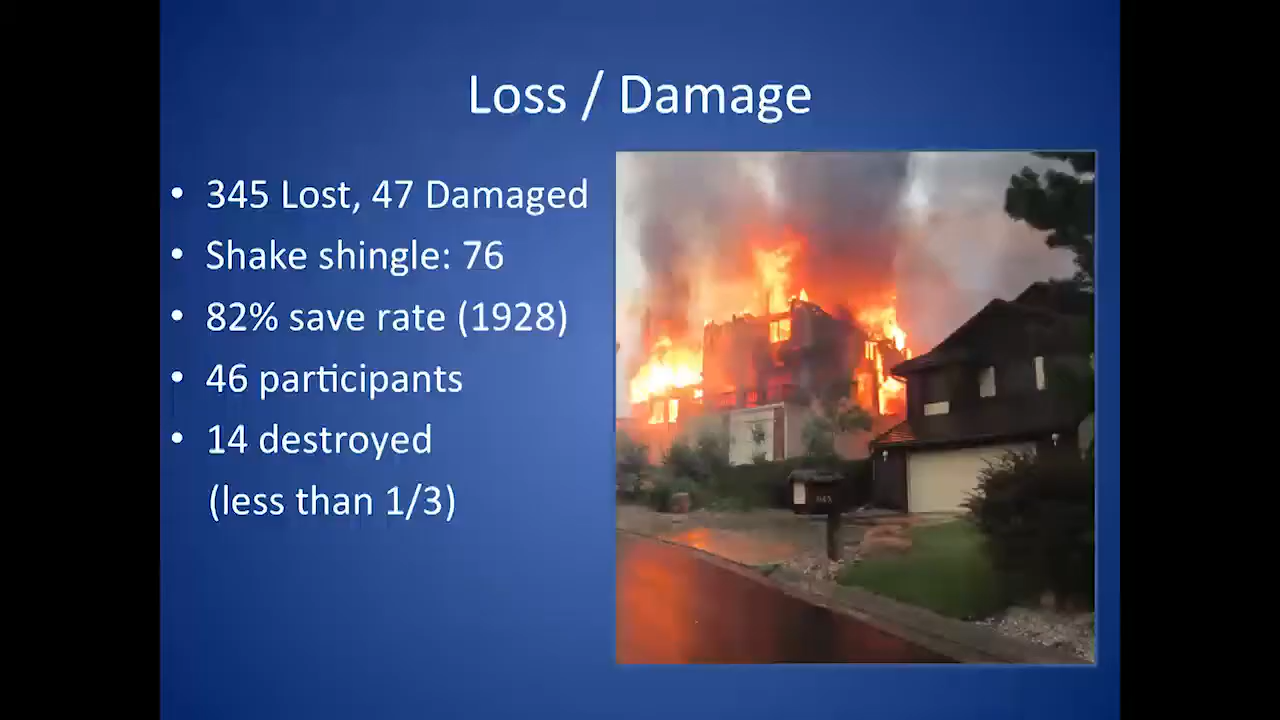 Loss / Damage
• 345 Lost, 47 Damaged
• Shake shingle: 76
• 82% save rate (1928)
• 46 participants
• 14 destroyed
(less than 1/3)